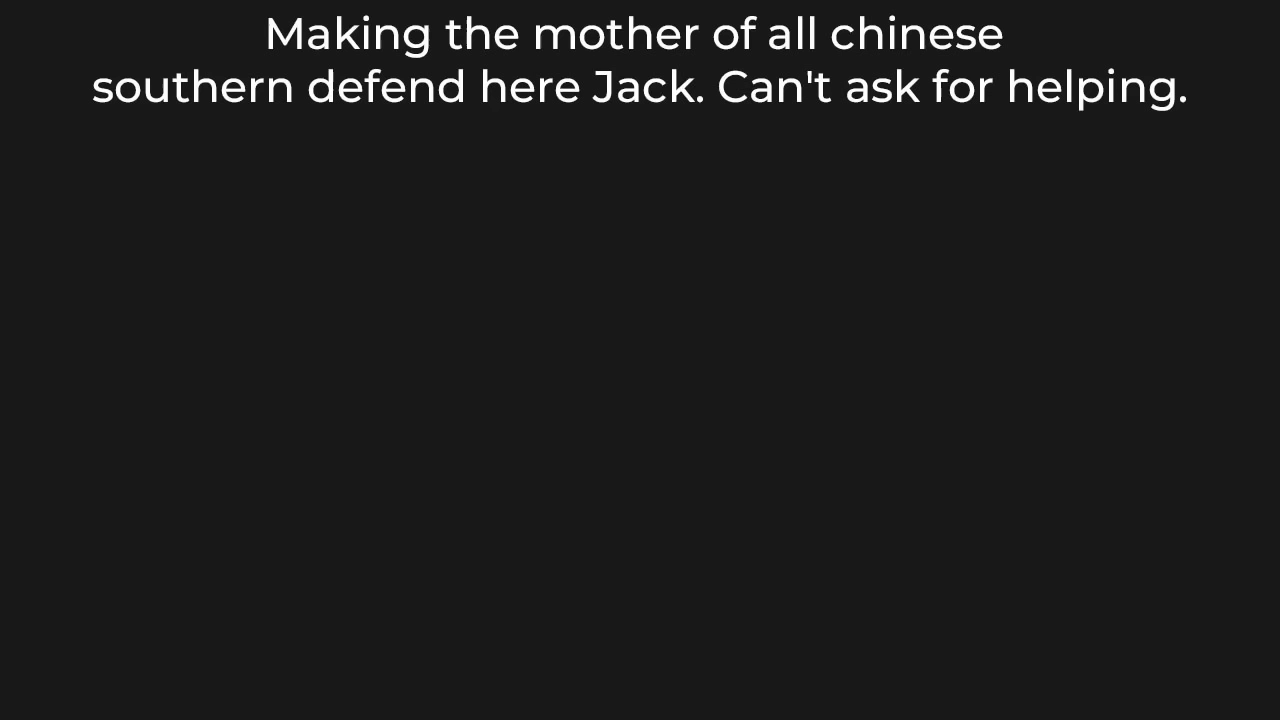 Making the mother of all chinese
southern defend here Jack. Can't ask for helping.